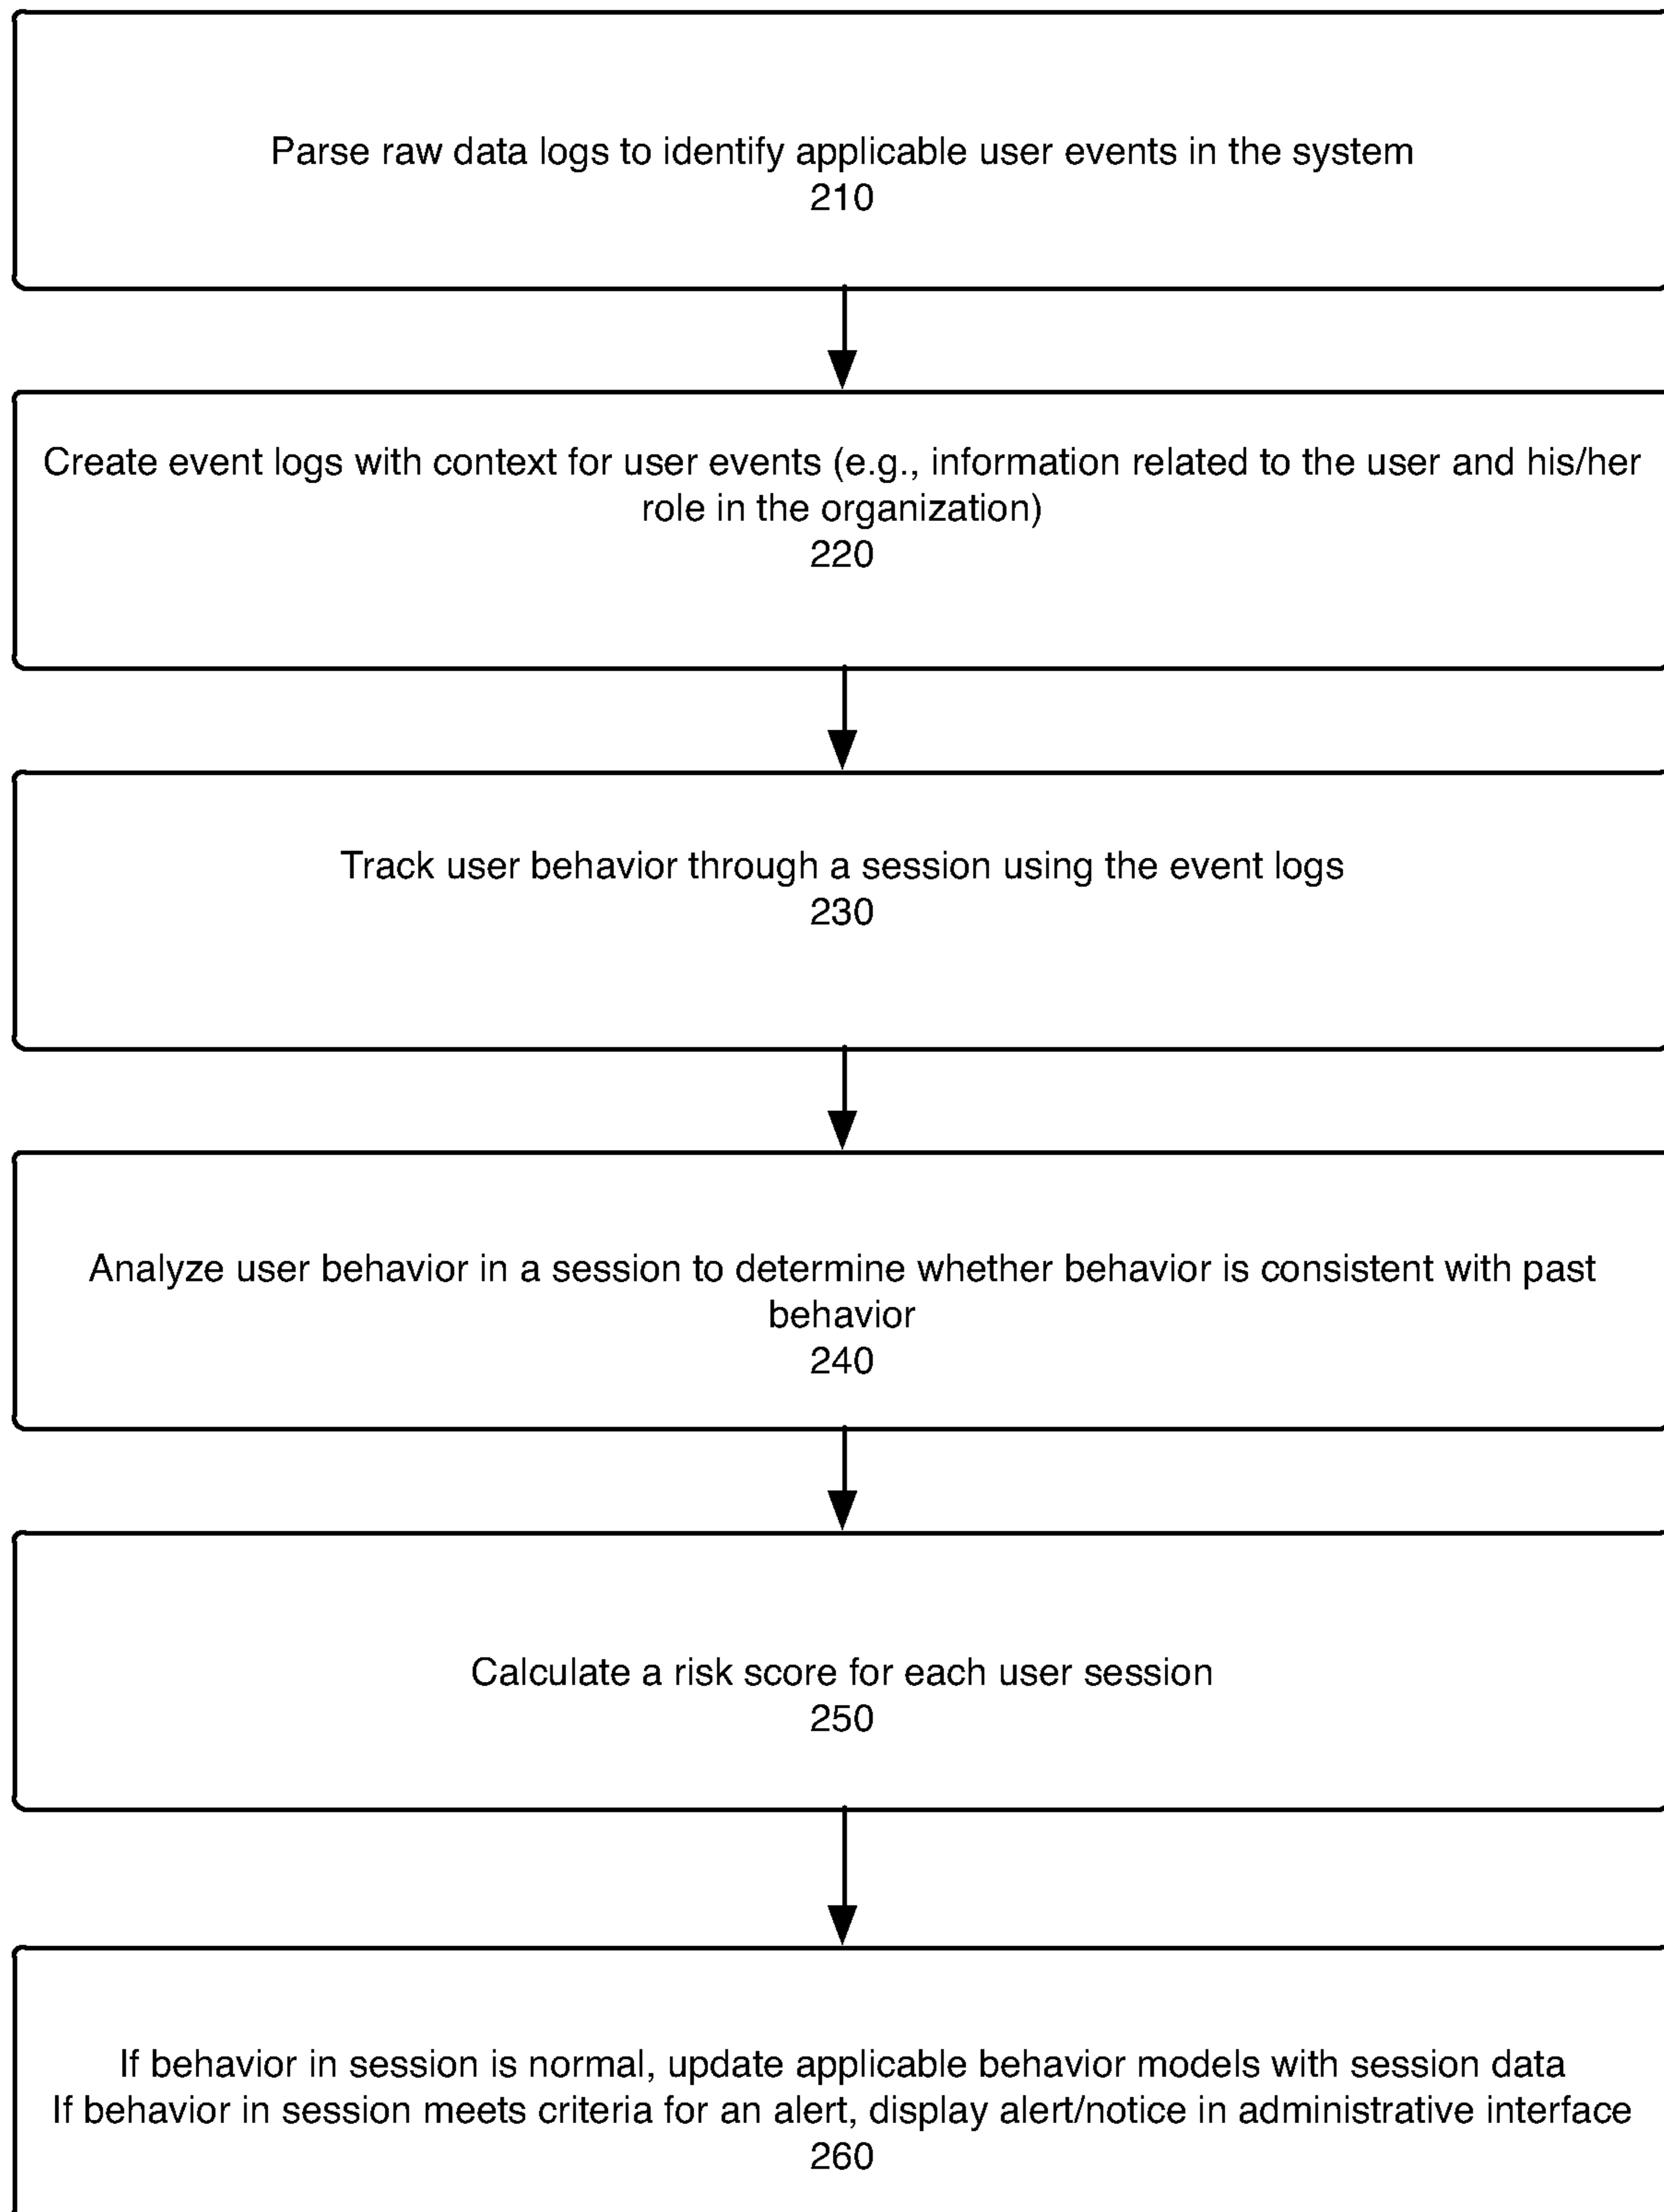 Parse raw data logs to identify applicable user events in the system
210
Create event logs with context for user events (e.g., information related to the user and his/her
role in the organization)
220
Track user behavior through a session using the event logs
230
Analyze user behavior in a session to determine whether behavior is consistent with past
behavior
240
Calculate a risk score for each user session
250
If behavior in session is normal, update applicable behavior models with session data
If behavior in session meets criteria for an alert, display alert/notice in administrative interface
260